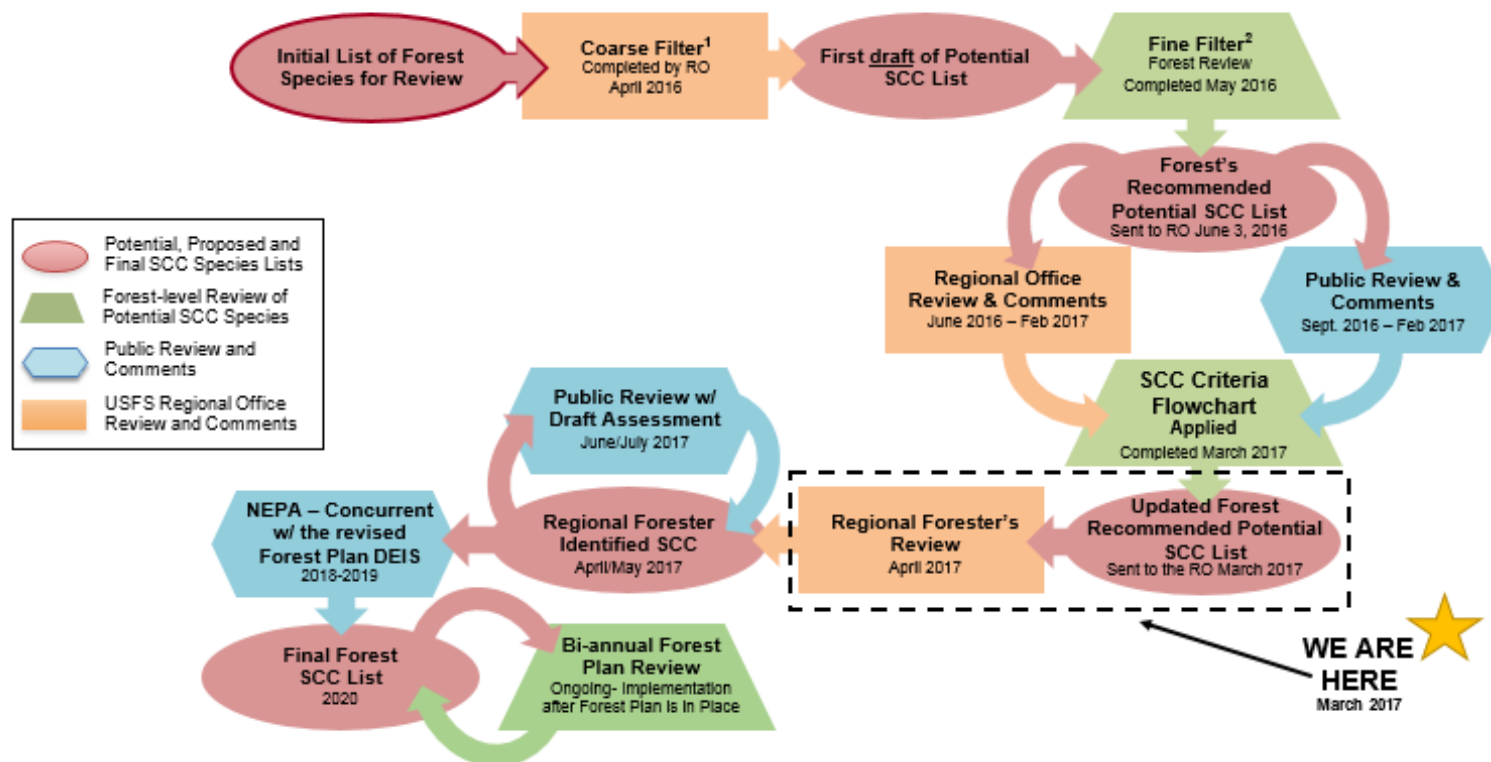 Initial List of Forest
Species for Review
Coarse Filter1
Completed by RO
April 2016
First draft of Potential
SCC List
Fine Filter2
Forest Review
Completed May 2016
Forest's
Recommended
Potential SCC List
Sent to RO June 3, 2016
Potential, Proposed and
Final SCC Species Lists
Forest-level Review of
Potential SCC Species
Public Review and
Comments
USFS Regional Office
Review and Comments
Regional Office
Review & Comments
June 2016 – Feb 2017
Public Review &
Comments
Sept. 2016 – Feb 2017
SCC Criteria
Flowchart
Applied
Completed March 2017
Public Review w/
Draft Assessment
June/July 2017
NEPA – Concurrent
w/ the revised
Forest Plan DEIS
2018-2019
Regional Forester
Identified SCC
April/May 2017
Regional Forester's
Review
April 2017
Updated Forest
Recommended Potential
SCC List
Sent to the RO March 2017
Final Forest
SCC List
2020
Bi-annual Forest
Plan Review
Ongoing- Implementation
after Forest Plan is in Place
WE ARE
HERE
March 2017